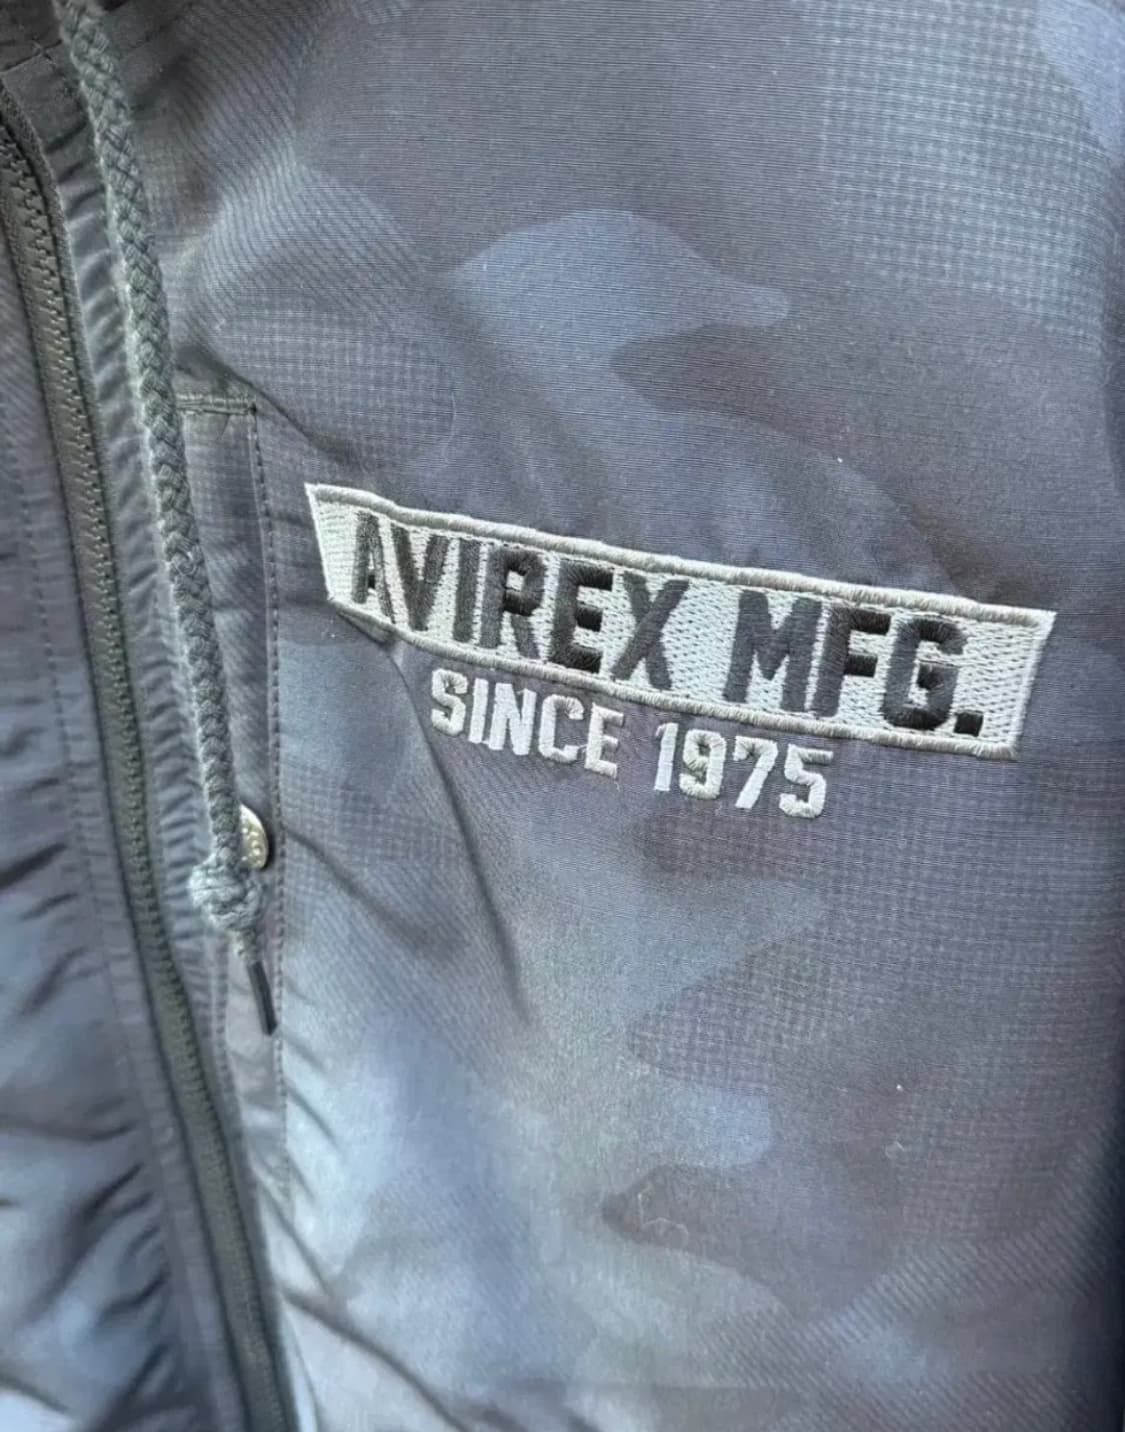 AVIREX MFG.
SINCE 1975